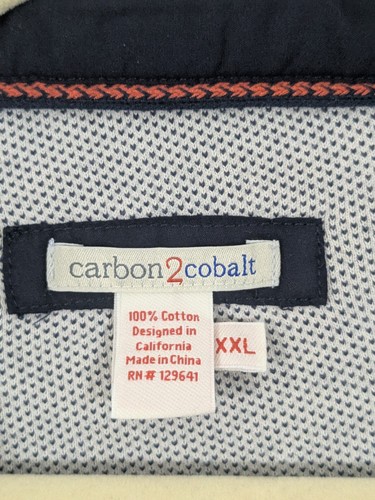 carbon2cobalt
100% Cotton
Designed in
California
Made in China
RN# 129641
XXL